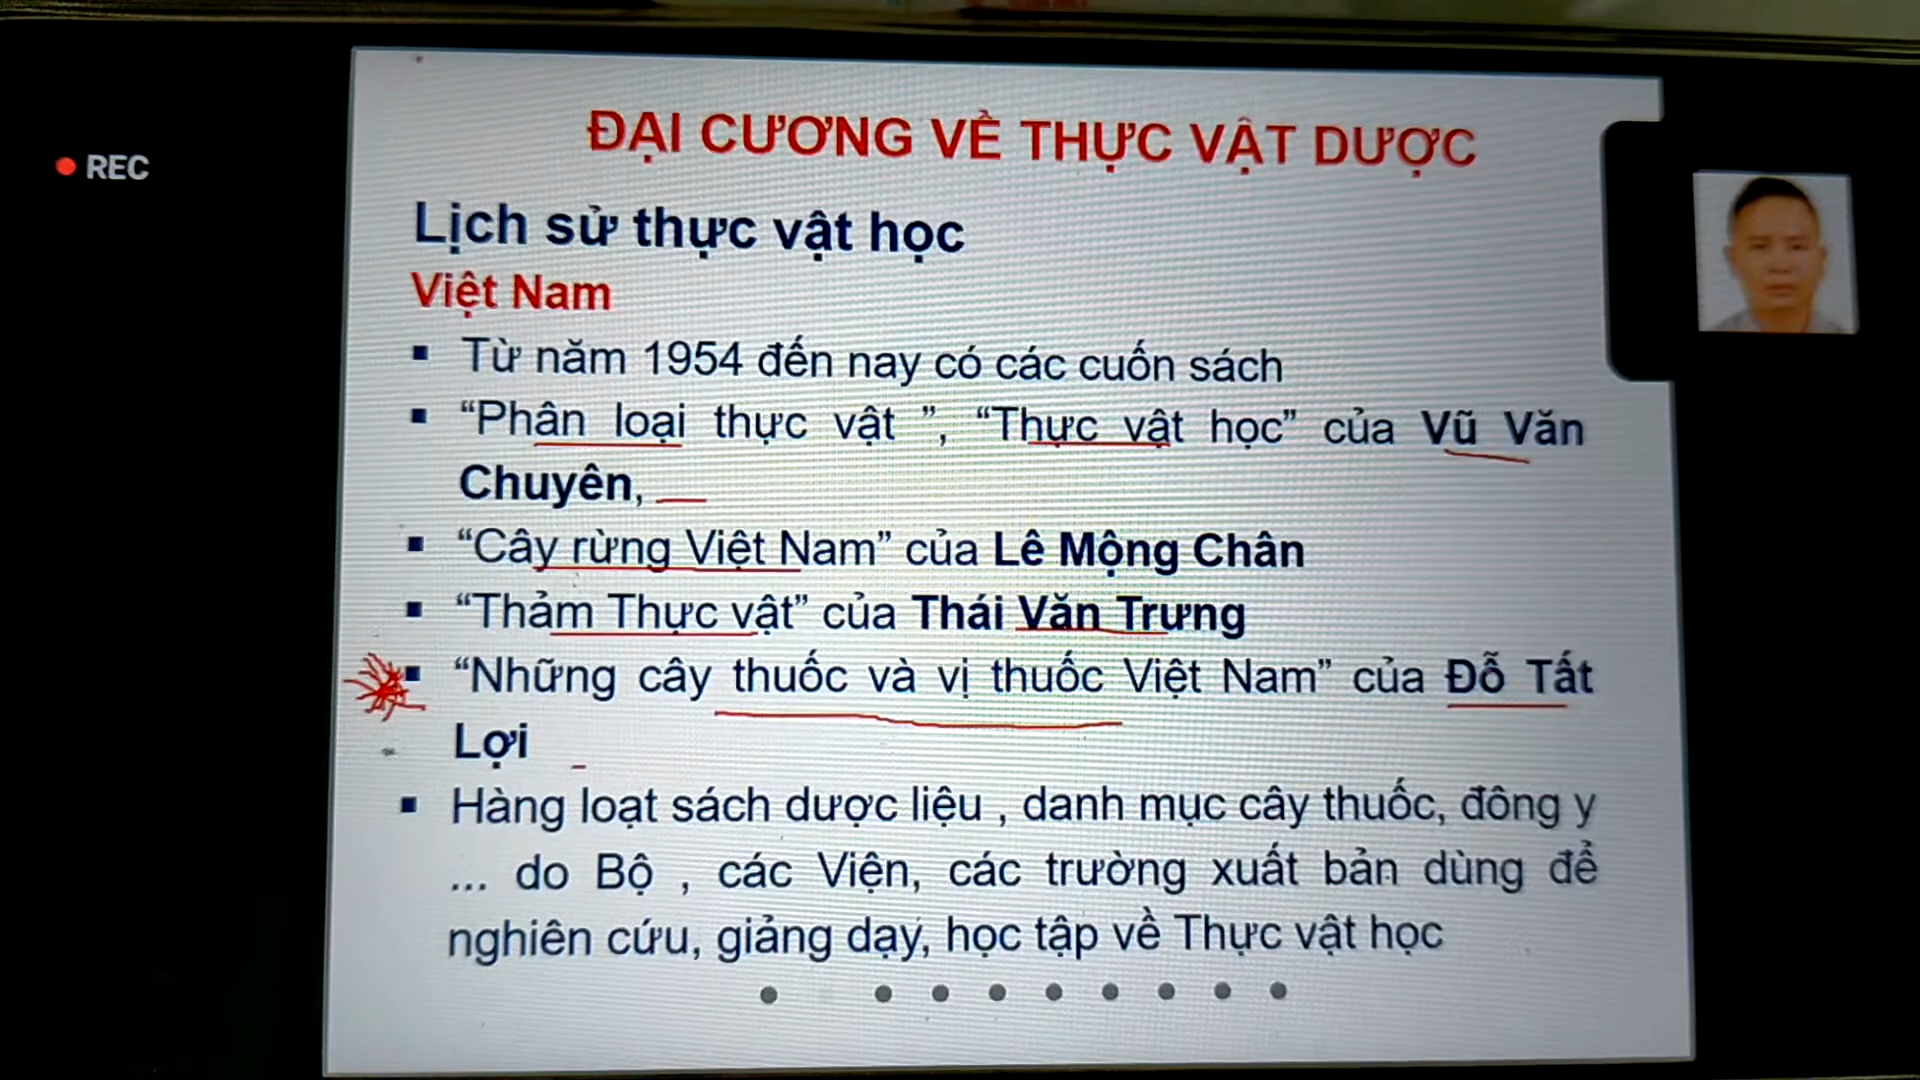 REC
ĐẠI CƯƠNG VỀ THỰC VẬT DƯỢC
Lịch sử thực vật học
Việt Nam
▪ Từ năm 1954 đến nay có các cuốn sách
▪ “Phân loại thực vật ”, “Thực vật học” của Vũ Văn
Chuyên,
▪ “Cây rừng Việt Nam” của Lê Mộng Chân
▪ “Thảm Thực vật” của Thái Văn Trưng
▪ “Những cây thuốc và vị thuốc Việt Nam” của Đỗ Tất
Lợi
▪ Hàng loạt sách dược liệu , danh mục cây thuốc, đông y
... do Bộ , các Viện, các trường xuất bản dùng để
nghiên cứu, giảng dạy, học tập về Thực vật học